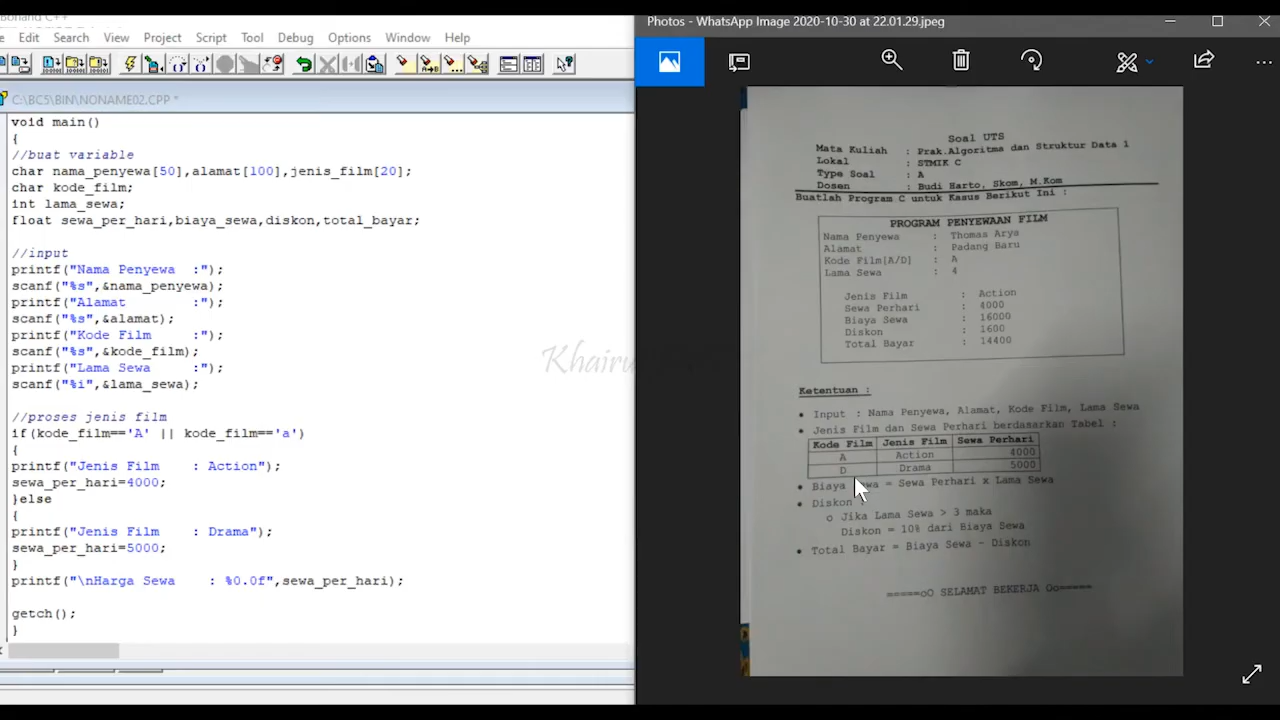 Borland C++
Edit Search View Project Script Tool Debug Options Window Help
C:\BC5\BIN\NONAME02.CPP *
void main()
{
//buat variable
char nama_penyewa[50],alamat[100],jenis_film[20];
char kode_film;
int lama_sewa;
float sewa_per_hari,biaya_sewa,diskon,total_bayar;
//input
printf("Nama Penyewa :");
scanf("%s",&nama_penyewa);
printf("Alamat :");
scanf("%s",&alamat);
printf("Kode Film :");
scanf("%s",&kode_film);
printf("Lama Sewa :");
scanf("%i",&lama_sewa);
//proses jenis film
if(kode_film=='A' || kode_film=='a')
{
printf("Jenis Film : Action");
sewa_per_hari=4000;
}else
{
printf("Jenis Film : Drama");
sewa_per_hari=5000;
}
printf("\nHarga Sewa : %0.0f",sewa_per_hari);
getch();
}
Photos - WhatsApp Image 2020-10-30 at 22.01.29.jpeg
Soal UTS
Mata Kuliah : Prak.Algoritma dan Struktur Data 1
Lokal : STMIK C
Type Soal : A
Dosen : Budi Harto, Skom, M.Kom
Buatlah Program C untuk Kasus Berikut Ini :
PROGRAM PENYEWAAN FILM
Nama Penyewa : Thomas Arya
Alamat : Padang Baru
Kode Film[A/D] : A
Lama Sewa : 4
Jenis Film : Action
Sewa Perhari : 4000
Biaya Sewa : 16000
Diskon : 1600
Total Bayar : 14400
Ketentuan :
• Input : Nama Penyewa, Alamat, Kode Film, Lama Sewa
• Jenis Film dan Sewa Perhari berdasarkan Tabel :
Kode Film Jenis Film Sewa Perhari
A Action 4000
D Drama 5000
• Biaya Sewa = Sewa Perhari x Lama Sewa
• Diskon :
o Jika Lama Sewa > 3 maka
Diskon = 10% dari Biaya Sewa
• Total Bayar = Biaya Sewa - Diskon
=====oO SELAMAT BEKERJA Oo=====